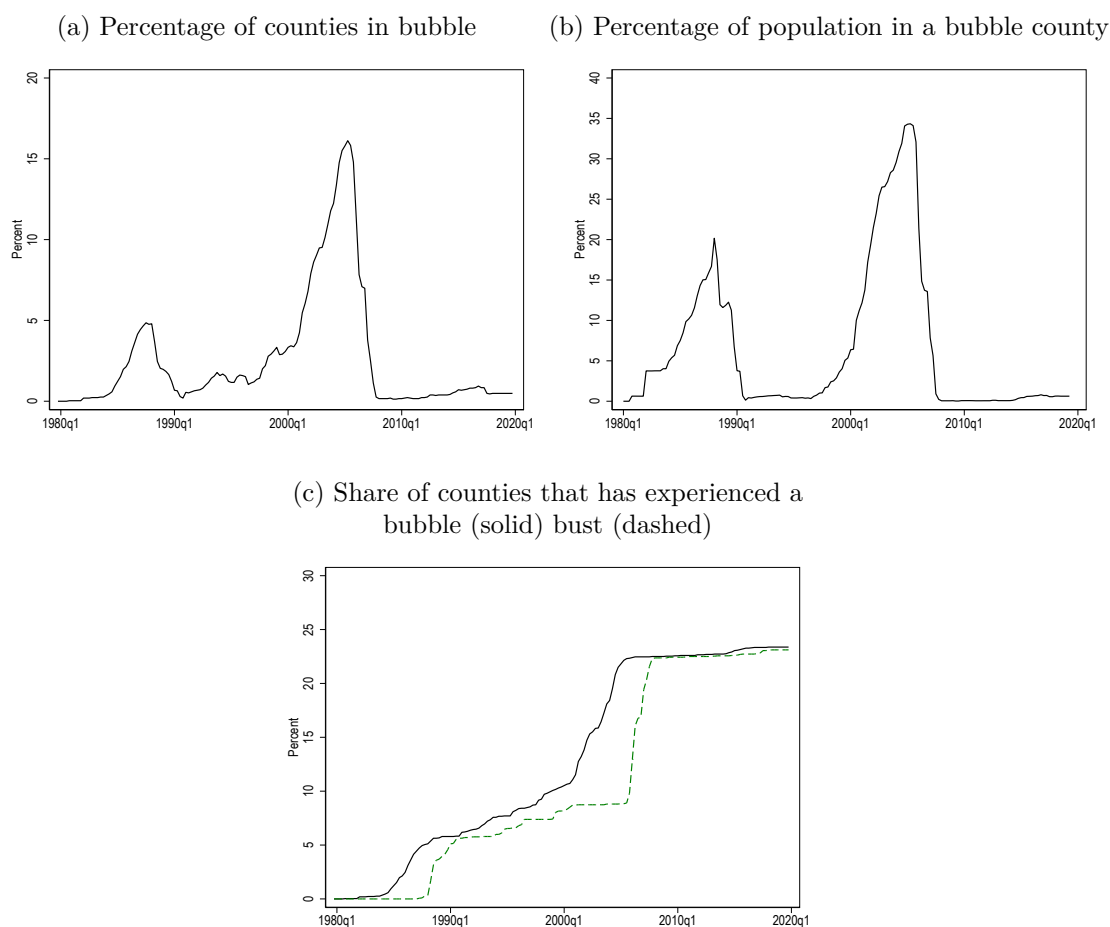 (a) Percentage of counties in bubble
(b) Percentage of population in a bubble county
Percent
20
15
10
5
0
1980q1 1990q1 2000q1 2010q1 2020q1
Percent
40
35
30
25
20
15
10
5
0
1980q1 1990q1 2000q1 2010q1 2020q1
(c) Share of counties that has experienced a
bubble (solid) bust (dashed)
Percent
30
25
20
15
10
5
0
1980q1 1990q1 2000q1 2010q1 2020q1